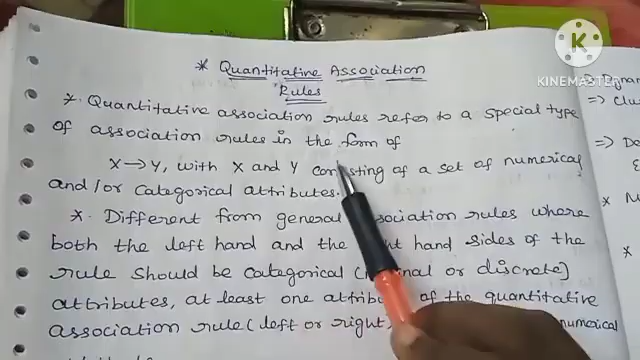 * Quantitative Association
Rules
*. Quantitative association rules refer to a special type
of association rules in the form of
X → Y, with X and Y consisting of a set of numerical
and/or categorical attributes.
*. Different from general association rules where
both the left hand and the right hand sides of the
rule should be categorical (nominal or discrete)
attributes, at least one attribute of the quantitative
association rule (left or right) numerical
K
KINEMASTER